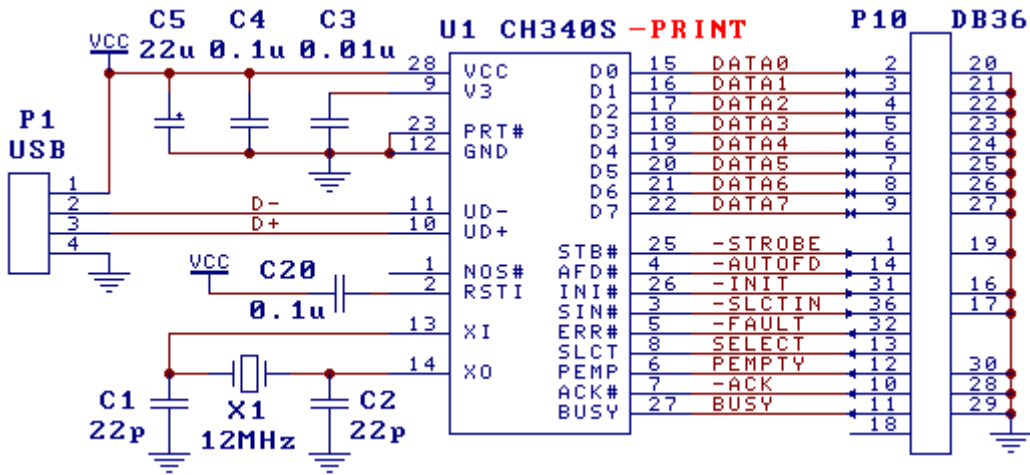 C5 C4 C3 U1 CH340S -PRINT P10 DB36
VCC 22u 0.1u 0.01u
28 VCC D0 15 DATA0 2 20
9 V3 D1 16 DATA1 3 21
D2 17 DATA2 4 22
P1 23 PRT# D3 18 DATA3 5 23
USB 12 GND D4 19 DATA4 6 24
D5 20 DATA5 7 25
1 D6 21 DATA6 8 26
2 D- 11 UD- D7 22 DATA7 9 27
3 D+ 10 UD+
4 STB# 25 -STROBE 1 19
VCC C20 1 NOS# AFD# 4 -AUTOFD 14
2 RSTI INI# 26 -INIT 31 16
0.1u SIN# 3 -SLCTIN 36 17
13 XI ERR# 5 -FAULT 32
SLCT 8 SELECT 13
14 XO PEMP 6 PEMPTY 12 30
ACK# 7 -ACK 10 28
C1 X1 C2 BUSY 27 BUSY 11 29
22p 12MHz 22p 18